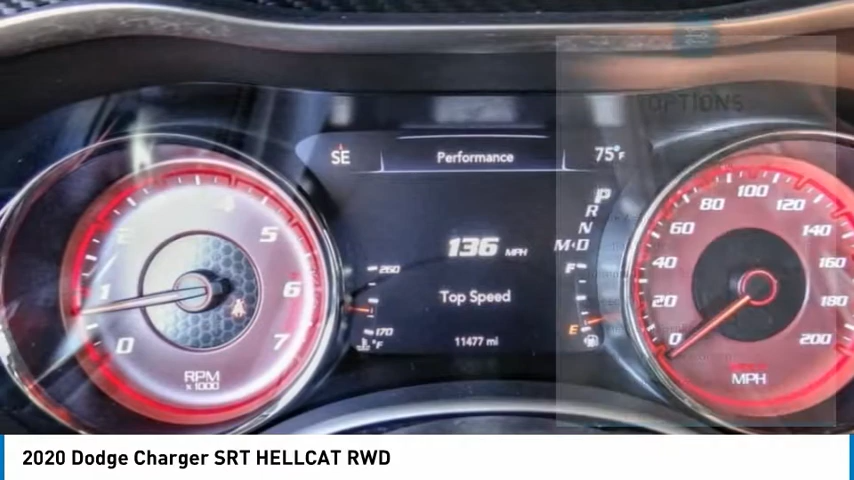 OPTIONS
SE
Performance
75°F
P
R
N
M·D
136 MPH
Top Speed
11477 mi
260
170
°F
F
E
0
1
2
4
5
6
7
RPM
x 1000
0
20
40
60
80
100
120
140
160
180
200
MPH
2020 Dodge Charger SRT HELLCAT RWD